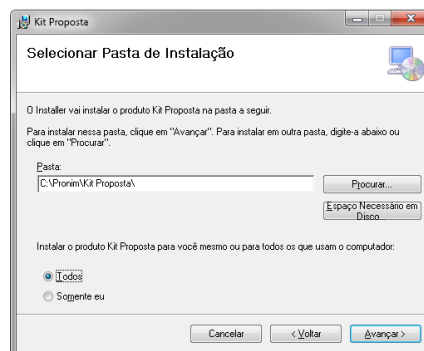 Kit Proposta
Selecionar Pasta de Instalação
O Installer vai instalar o produto Kit Proposta na pasta a seguir.
Para instalar nessa pasta, clique em "Avançar". Para instalar em outra pasta, digite-a abaixo ou
clique em "Procurar".
Pasta:
C:\Pronim\Kit Proposta\
Procurar...
Espaço Necessário em
Disco...
Instalar o produto Kit Proposta para você mesmo ou para todos os que usam o computador:
Todos
Somente eu
Cancelar
< Voltar
Avançar >